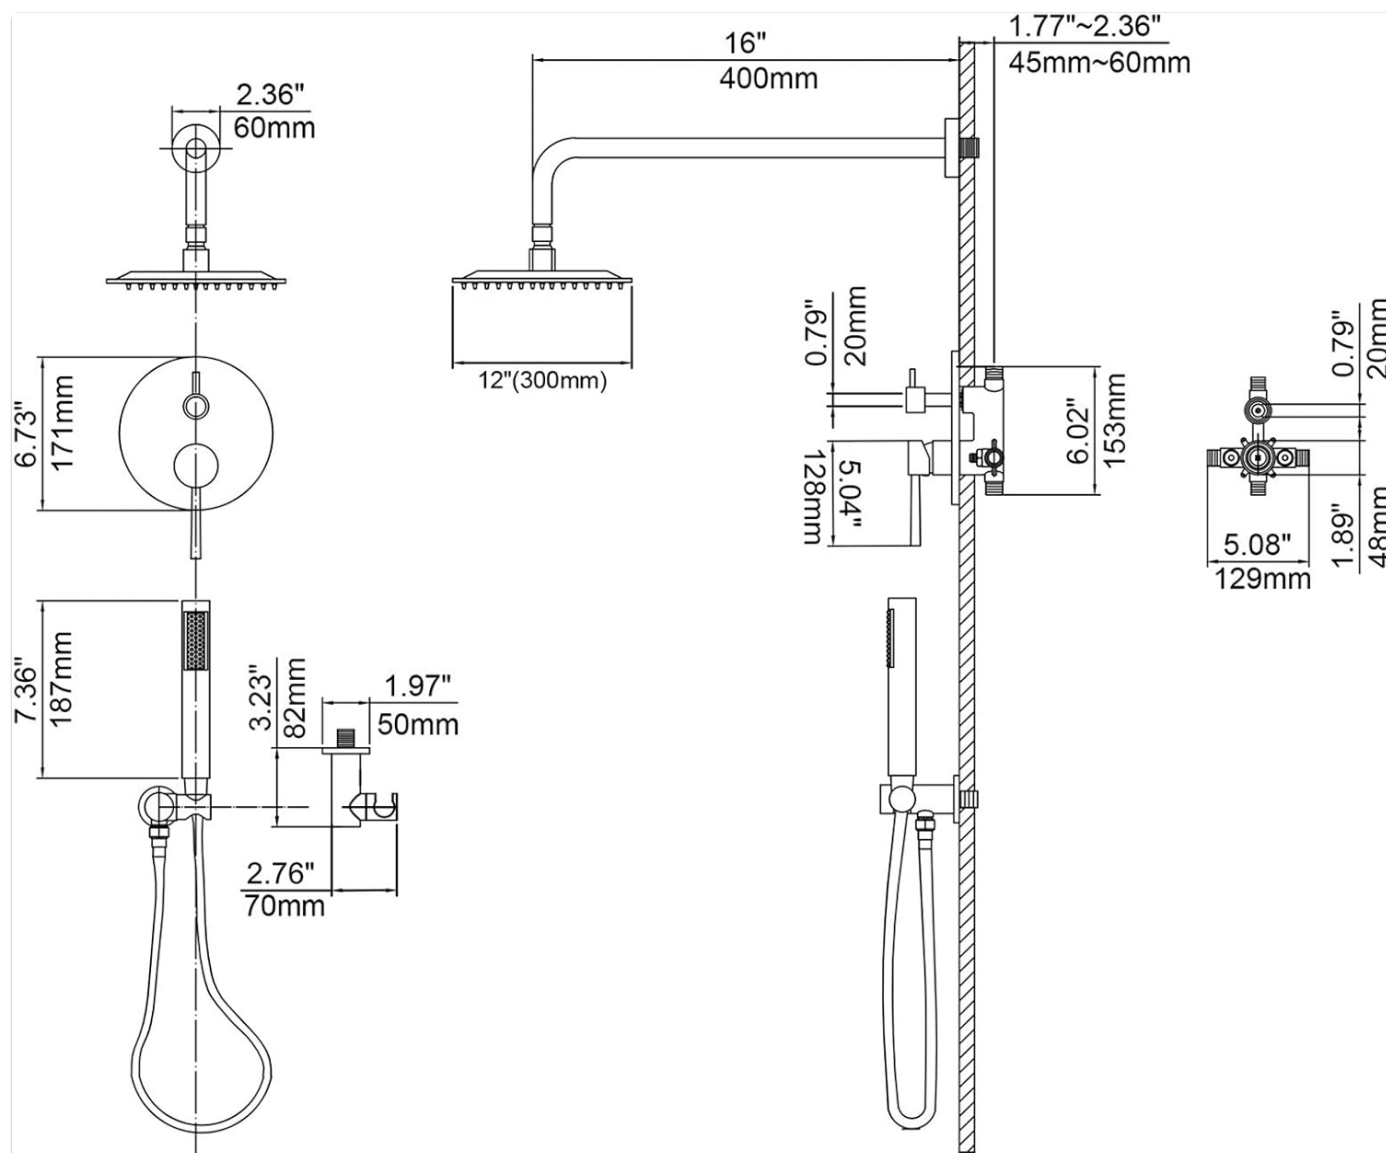 1.77"~2.36"
45mm~60mm
16"
400mm
2.36"
60mm
12"(300mm)
0.79"
20mm
0.79"
20mm
6.73"
171mm
6.02"
153mm
5.04"
128mm
1.89"
48mm
5.08"
129mm
7.36"
187mm
3.23"
82mm
1.97"
50mm
2.76"
70mm